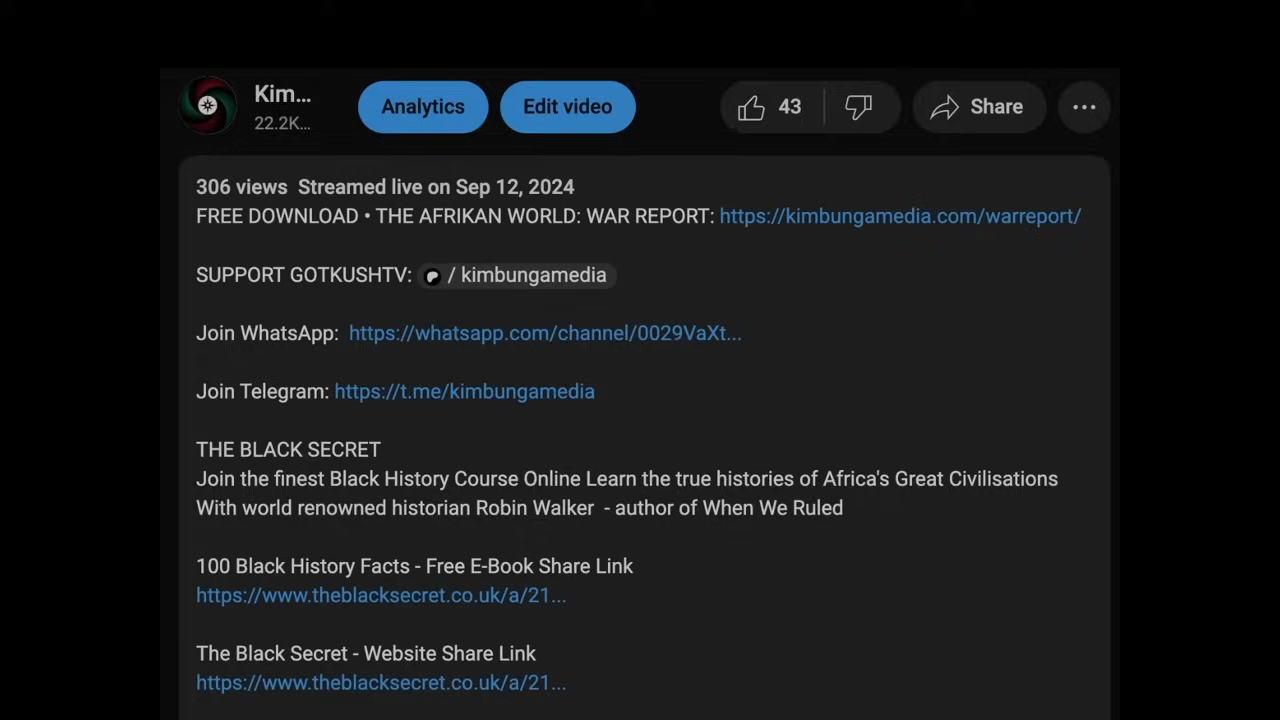 Kim...
22.2K...
Analytics
Edit video
43
Share
306 views  Streamed live on Sep 12, 2024
FREE DOWNLOAD • THE AFRIKAN WORLD: WAR REPORT: https://kimbungamedia.com/warreport/
SUPPORT GOTKUSHTV: / kimbungamedia
Join WhatsApp:  https://whatsapp.com/channel/0029VaXt...
Join Telegram: https://t.me/kimbungamedia
THE BLACK SECRET
Join the finest Black History Course Online Learn the true histories of Africa's Great Civilisations
With world renowned historian Robin Walker  - author of When We Ruled
100 Black History Facts - Free E-Book Share Link
https://www.theblacksecret.co.uk/a/21...
The Black Secret - Website Share Link
https://www.theblacksecret.co.uk/a/21...